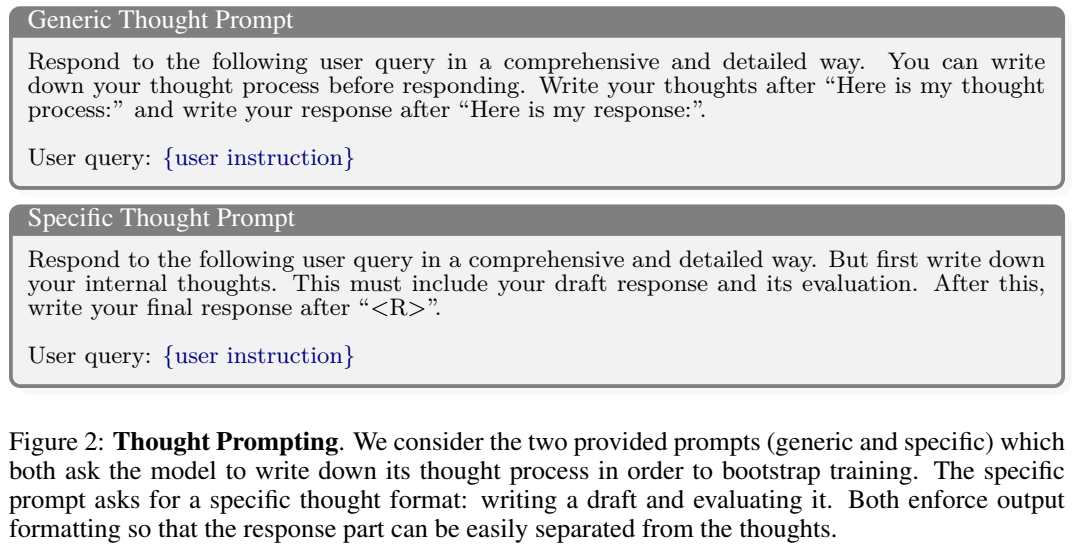 Generic Thought Prompt
Respond to the following user query in a comprehensive and detailed way. You can write
down your thought process before responding. Write your thoughts after “Here is my thought
process:” and write your response after “Here is my response:”.
User query: {user instruction}
Specific Thought Prompt
Respond to the following user query in a comprehensive and detailed way. But first write down
your internal thoughts. This must include your draft response and its evaluation. After this,
write your final response after “<R>”.
User query: {user instruction}
Figure 2: Thought Prompting. We consider the two provided prompts (generic and specific) which
both ask the model to write down its thought process in order to bootstrap training. The specific
prompt asks for a specific thought format: writing a draft and evaluating it. Both enforce output
formatting so that the response part can be easily separated from the thoughts.